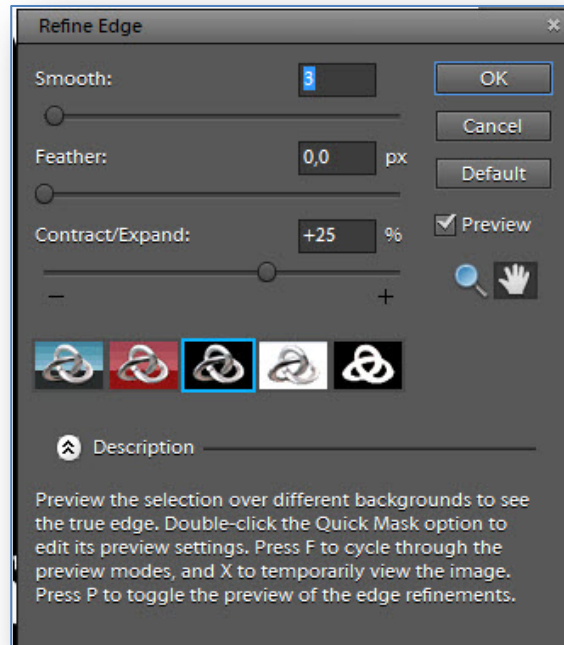 Refine Edge
Smooth: 3
OK
Cancel
Feather: 0,0 px
Default
Contract/Expand: +25 %
Preview
− +
Description
Preview the selection over different backgrounds to see
the true edge. Double-click the Quick Mask option to
edit its preview settings. Press F to cycle through the
preview modes, and X to temporarily view the image.
Press P to toggle the preview of the edge refinements.